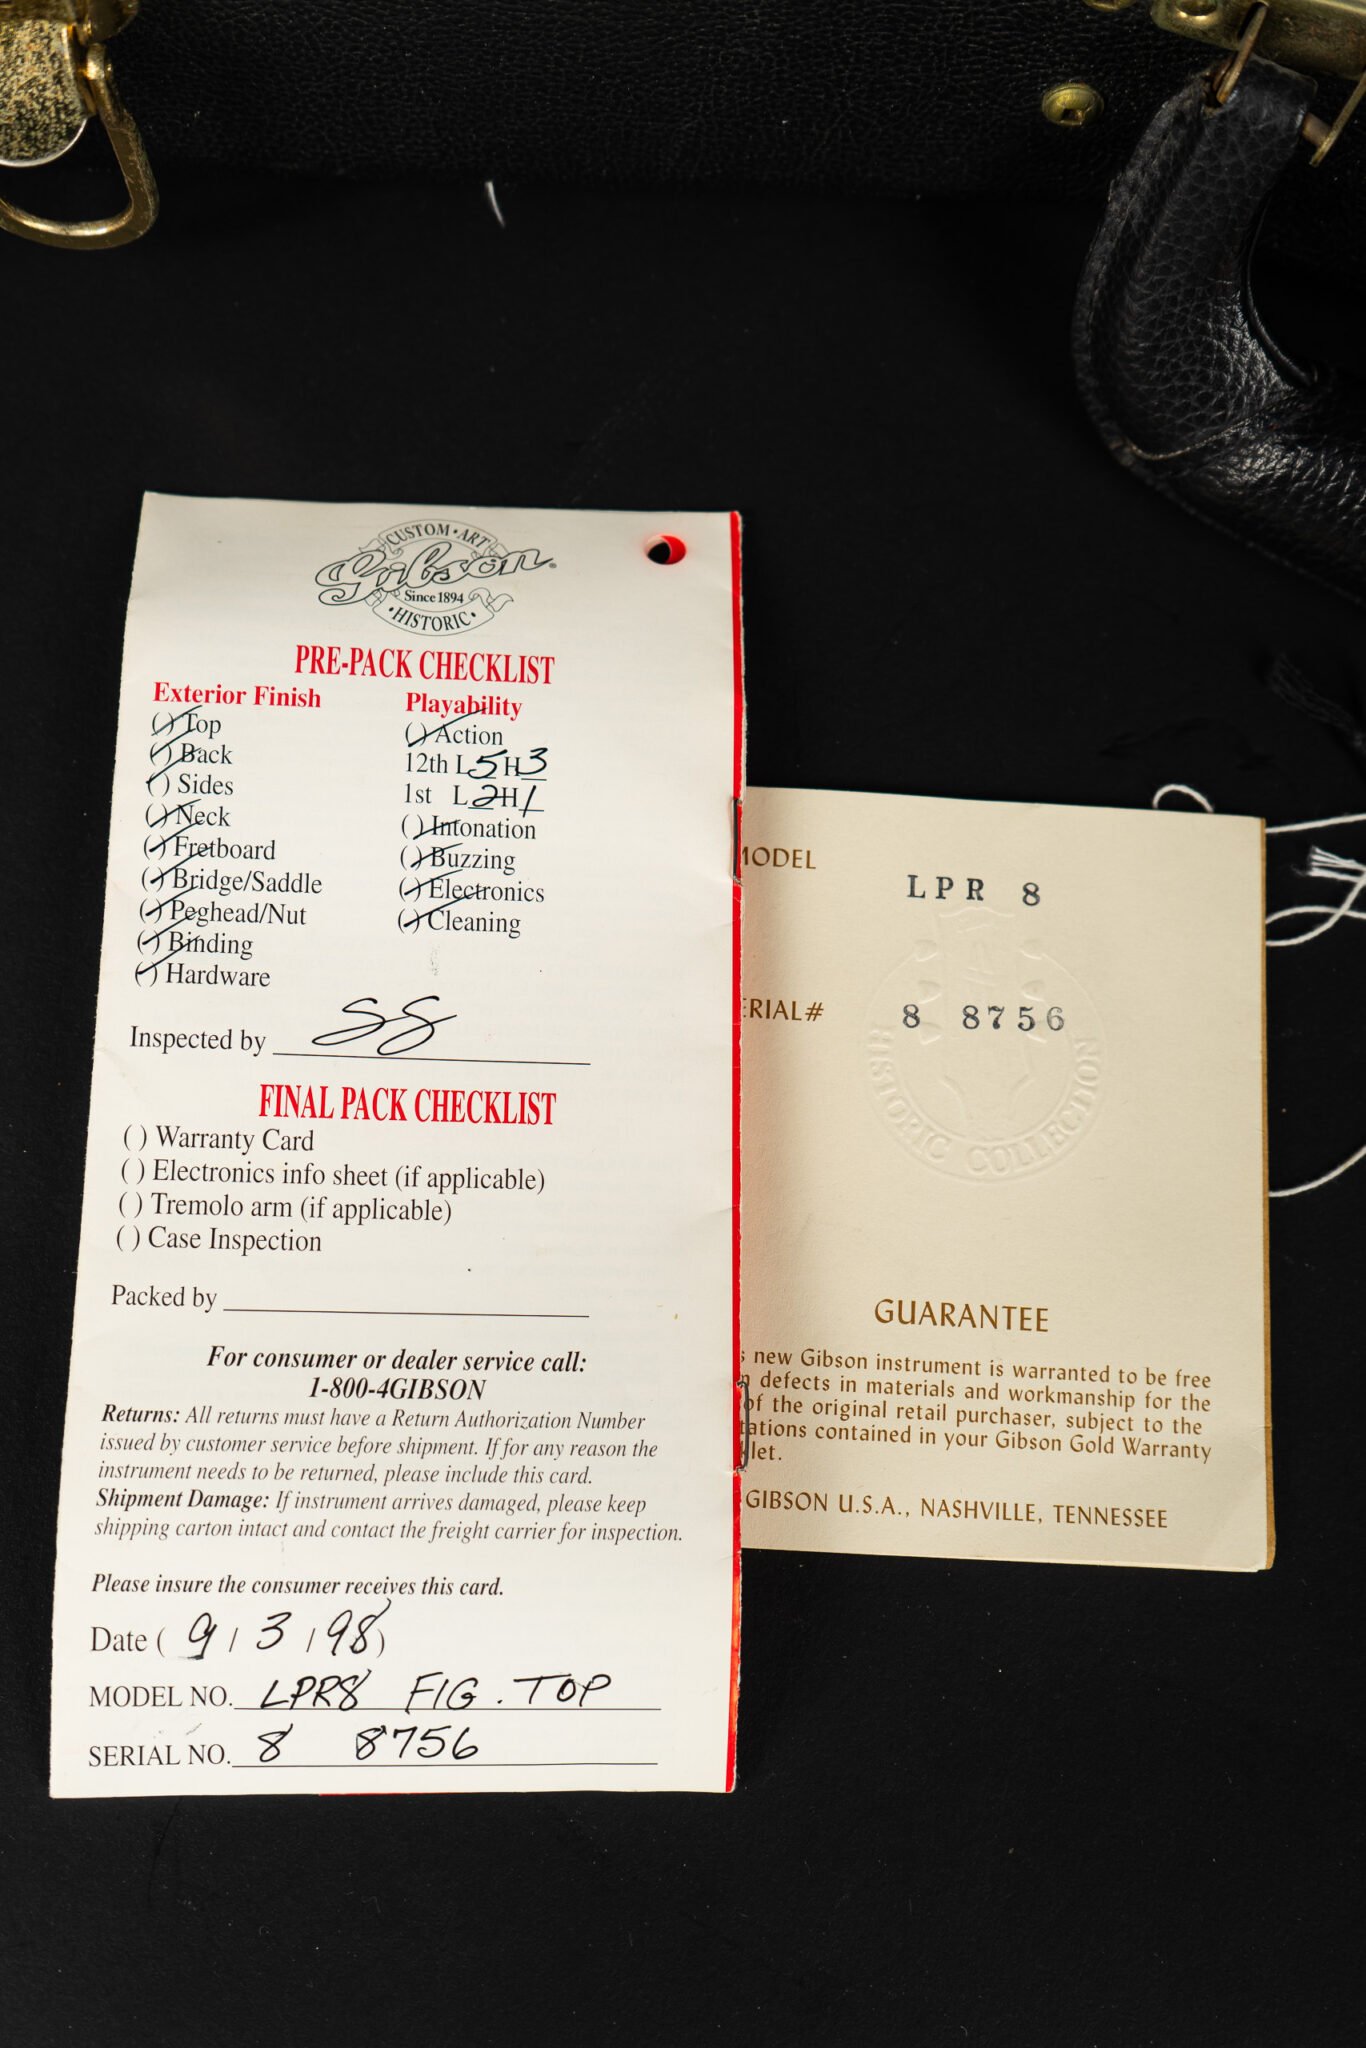 CUSTOM · ART
Gibson®
Since 1894
· HISTORIC ·
PRE-PACK CHECKLIST
Exterior Finish
(✓) Top
(✓) Back
(✓) Sides
(✓) Neck
(✓) Fretboard
(✓) Bridge/Saddle
(✓) Peghead/Nut
(✓) Binding
(✓) Hardware
Playability
(✓) Action
12th L 5 H 3
1st L 2 H 1
(✓) Intonation
(✓) Buzzing
(✓) Electronics
(✓) Cleaning
Inspected by SS
FINAL PACK CHECKLIST
( ) Warranty Card
( ) Electronics info sheet (if applicable)
( ) Tremolo arm (if applicable)
( ) Case Inspection
Packed by
For consumer or dealer service call:
1-800-4GIBSON
Returns: All returns must have a Return Authorization Number
issued by customer service before shipment. If for any reason the
instrument needs to be returned, please include this card.
Shipment Damage: If instrument arrives damaged, please keep
shipping carton intact and contact the freight carrier for inspection.
Please insure the consumer receives this card.
Date ( 9 / 3 / 98 )
MODEL NO. LPR8 FIG. TOP
SERIAL NO. 8 8756
ODEL LPR 8
ERIAL# 8 8756
HISTORIC COLLECTION
GUARANTEE
s new Gibson instrument is warranted to be free
defects in materials and workmanship for the
of the original retail purchaser, subject to the
tations contained in your Gibson Gold Warranty
let.
GIBSON U.S.A., NASHVILLE, TENNESSEE